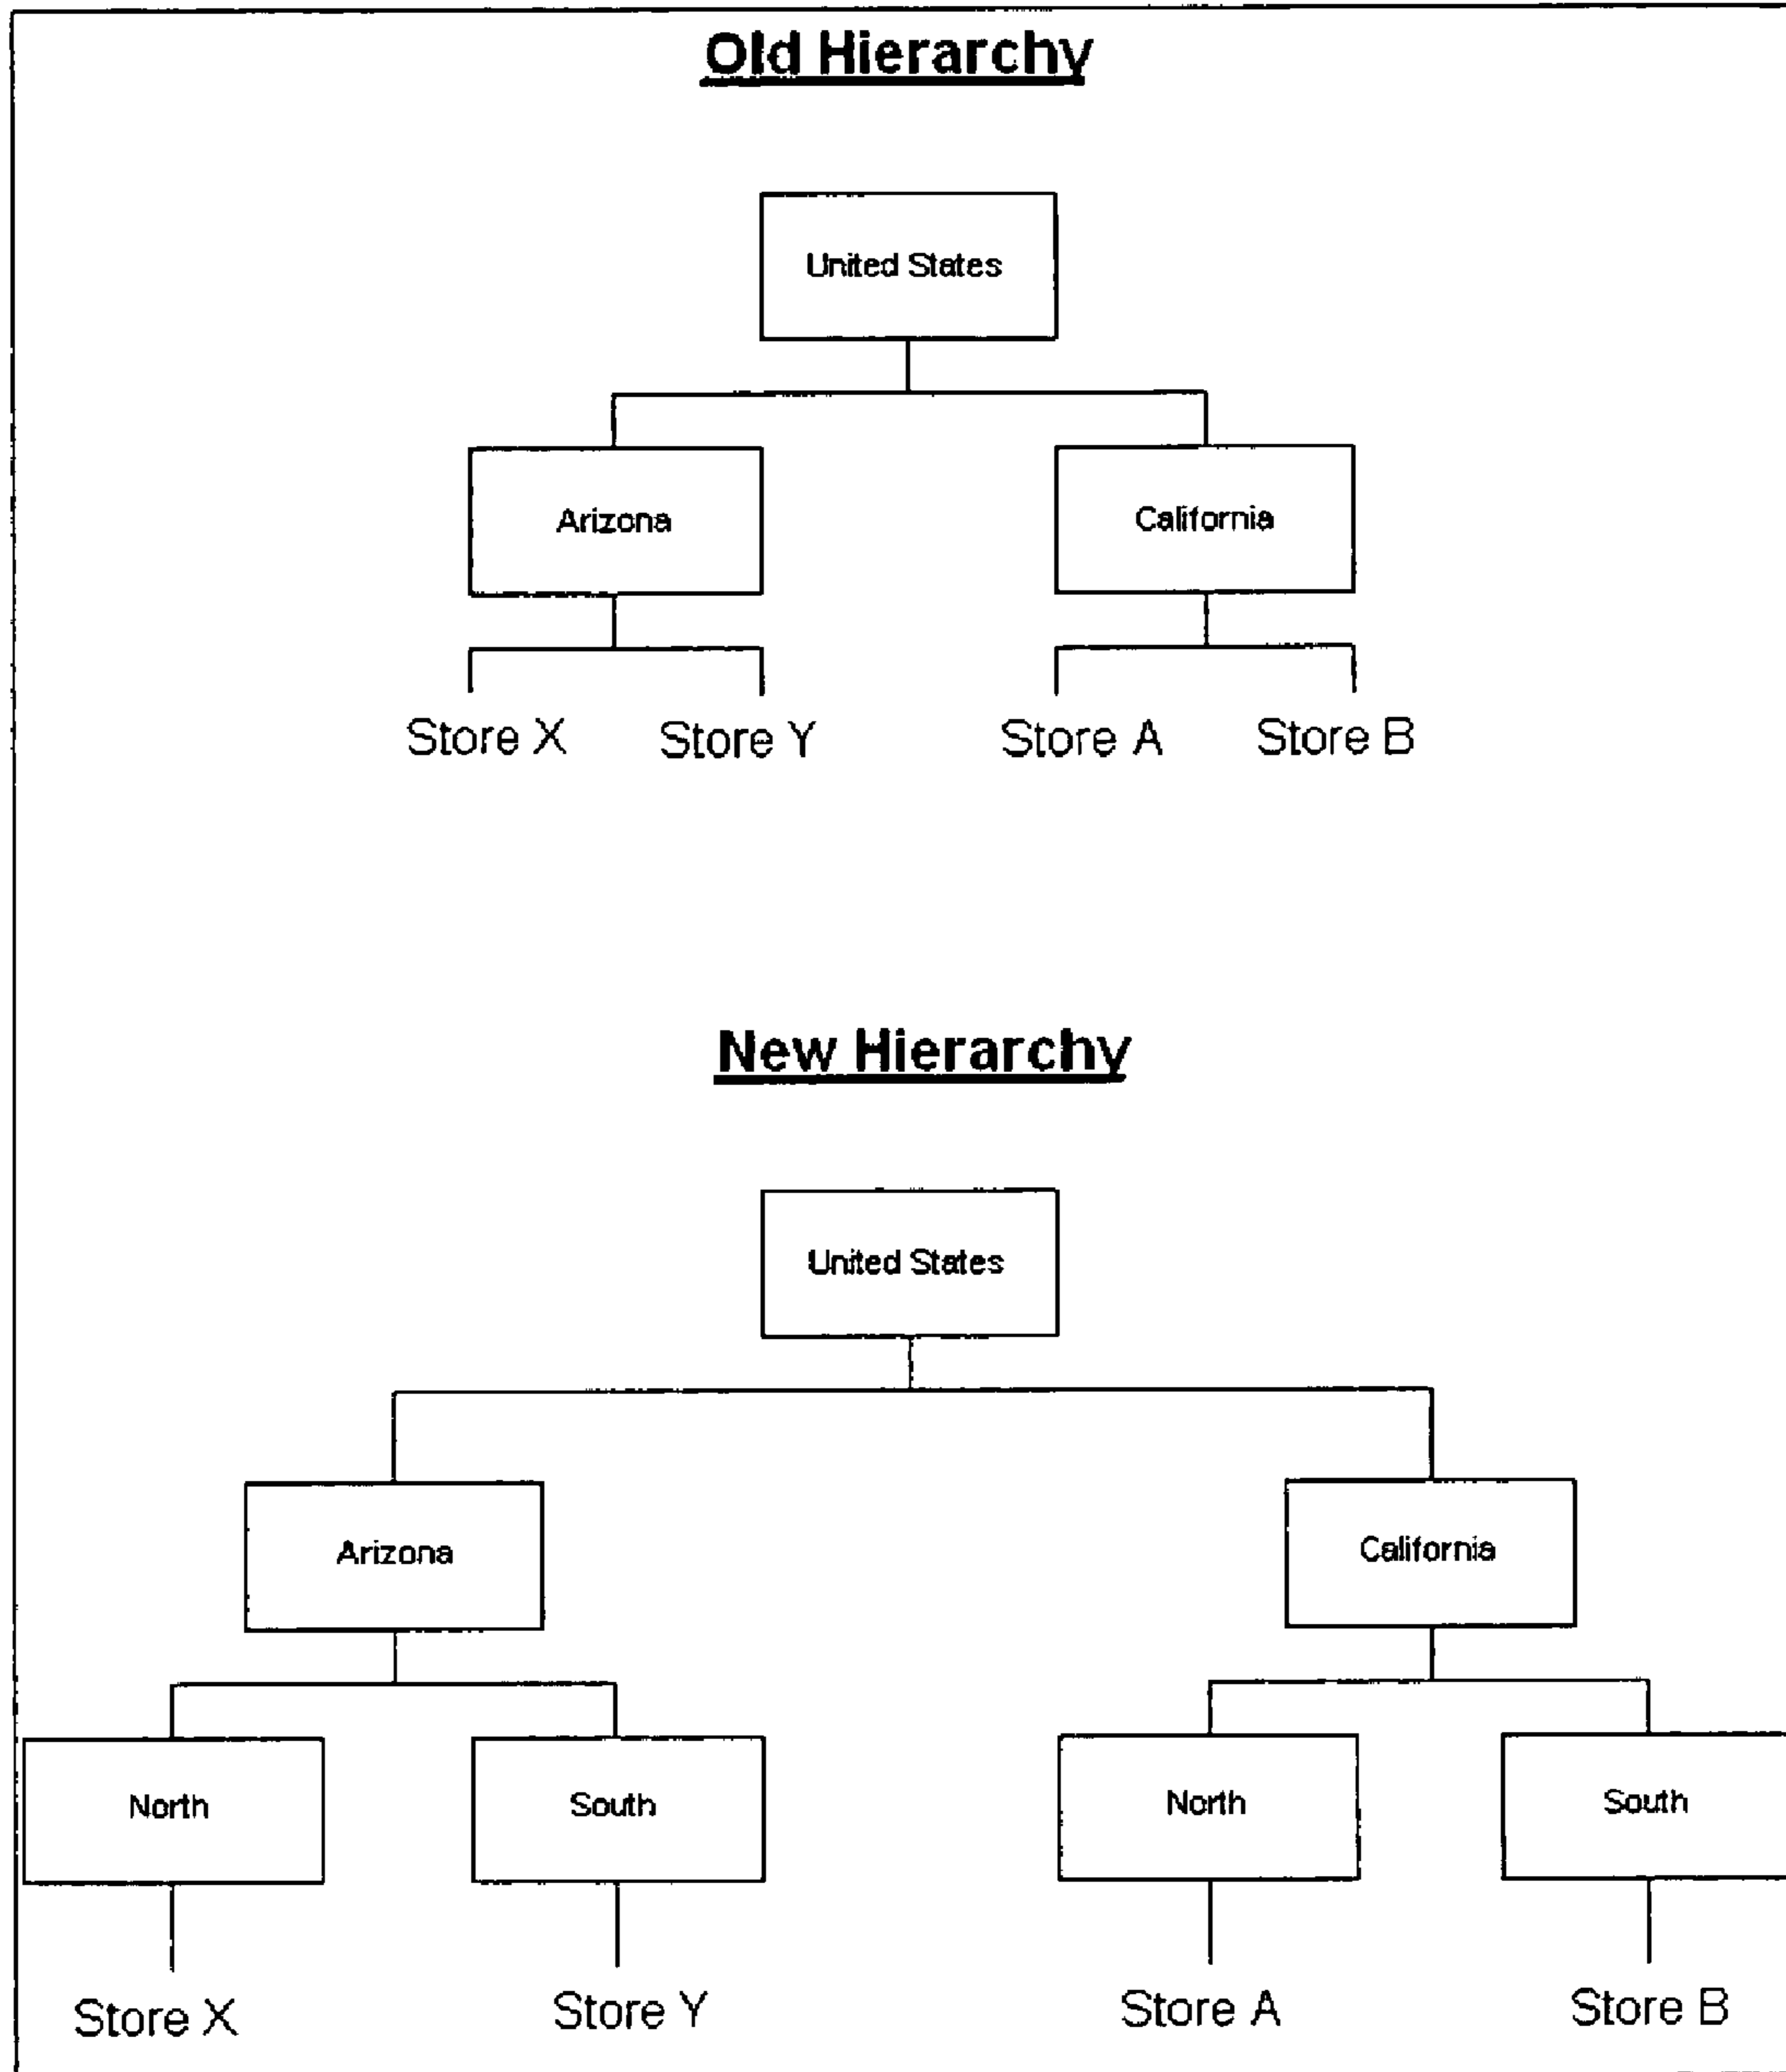 Old Hierarchy
United States
Arizona
California
Store X
Store Y
Store A
Store B
New Hierarchy
United States
Arizona
California
North
South
North
South
Store X
Store Y
Store A
Store B